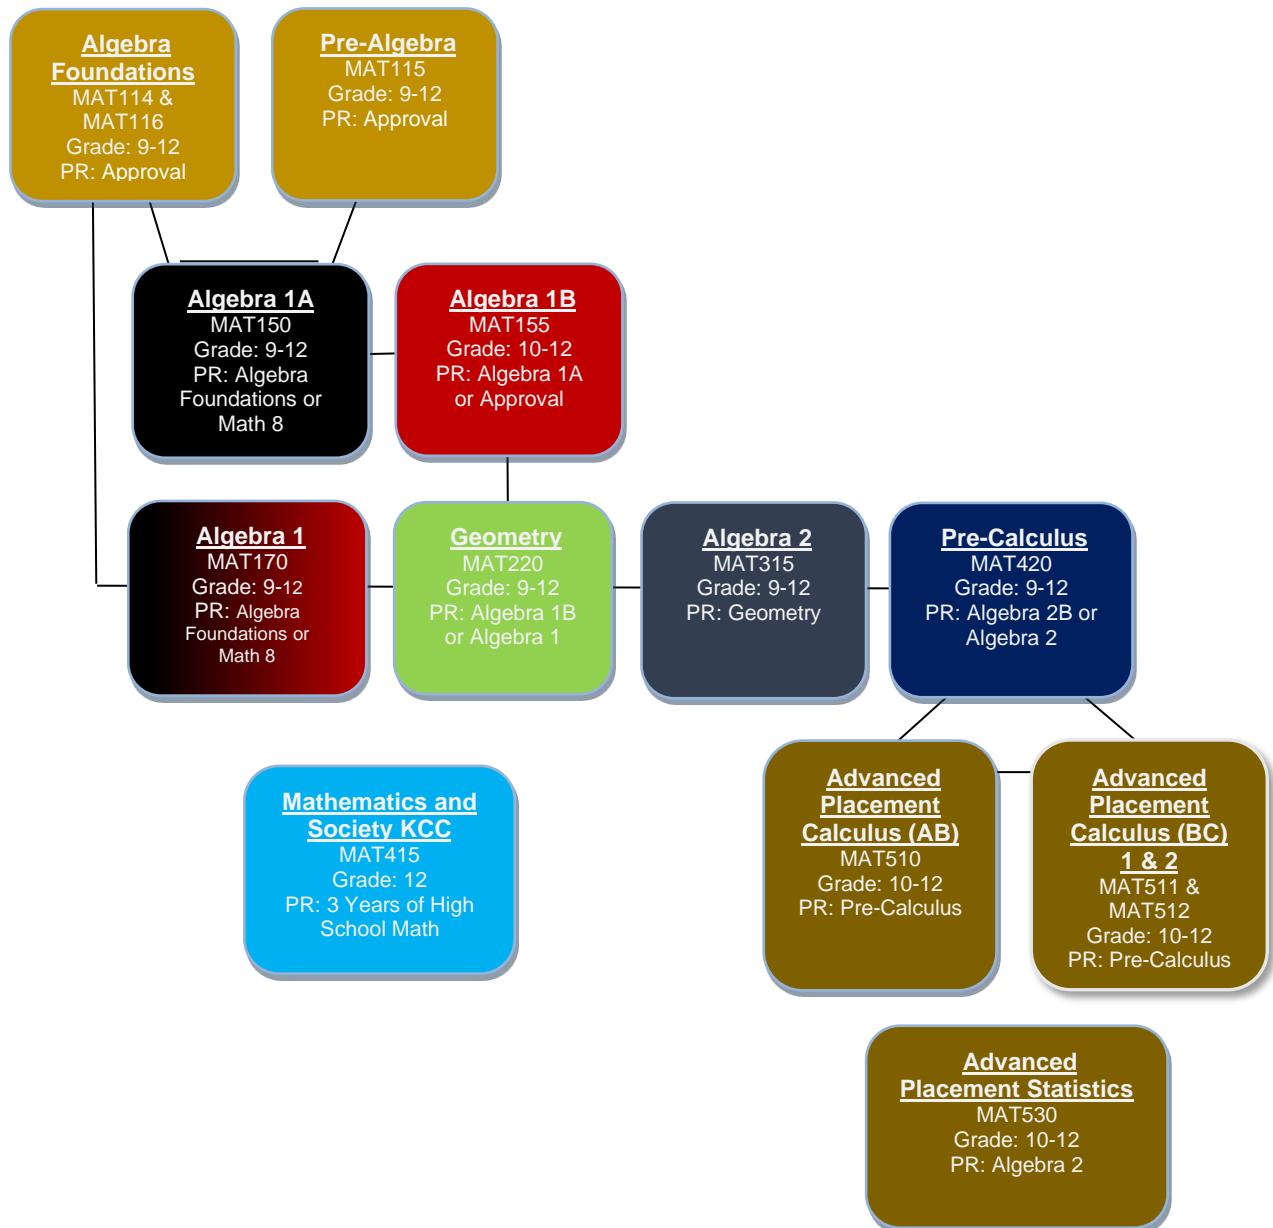 Algebra
Foundations
MAT114 &
MAT116
Grade: 9-12
PR: Approval
Pre-Algebra
MAT115
Grade: 9-12
PR: Approval
Algebra 1A
MAT150
Grade: 9-12
PR: Algebra
Foundations or
Math 8
Algebra 1B
MAT155
Grade: 10-12
PR: Algebra 1A
or Approval
Algebra 1
MAT170
Grade: 9-12
PR: Algebra
Foundations or
Math 8
Geometry
MAT220
Grade: 9-12
PR: Algebra 1B
or Algebra 1
Algebra 2
MAT315
Grade: 9-12
PR: Geometry
Pre-Calculus
MAT420
Grade: 9-12
PR: Algebra 2B or
Algebra 2
Mathematics and
Society KCC
MAT415
Grade: 12
PR: 3 Years of High
School Math
Advanced
Placement
Calculus (AB)
MAT510
Grade: 10-12
PR: Pre-Calculus
Advanced
Placement
Calculus (BC)
1 & 2
MAT511 &
MAT512
Grade: 10-12
PR: Pre-Calculus
Advanced
Placement Statistics
MAT530
Grade: 10-12
PR: Algebra 2